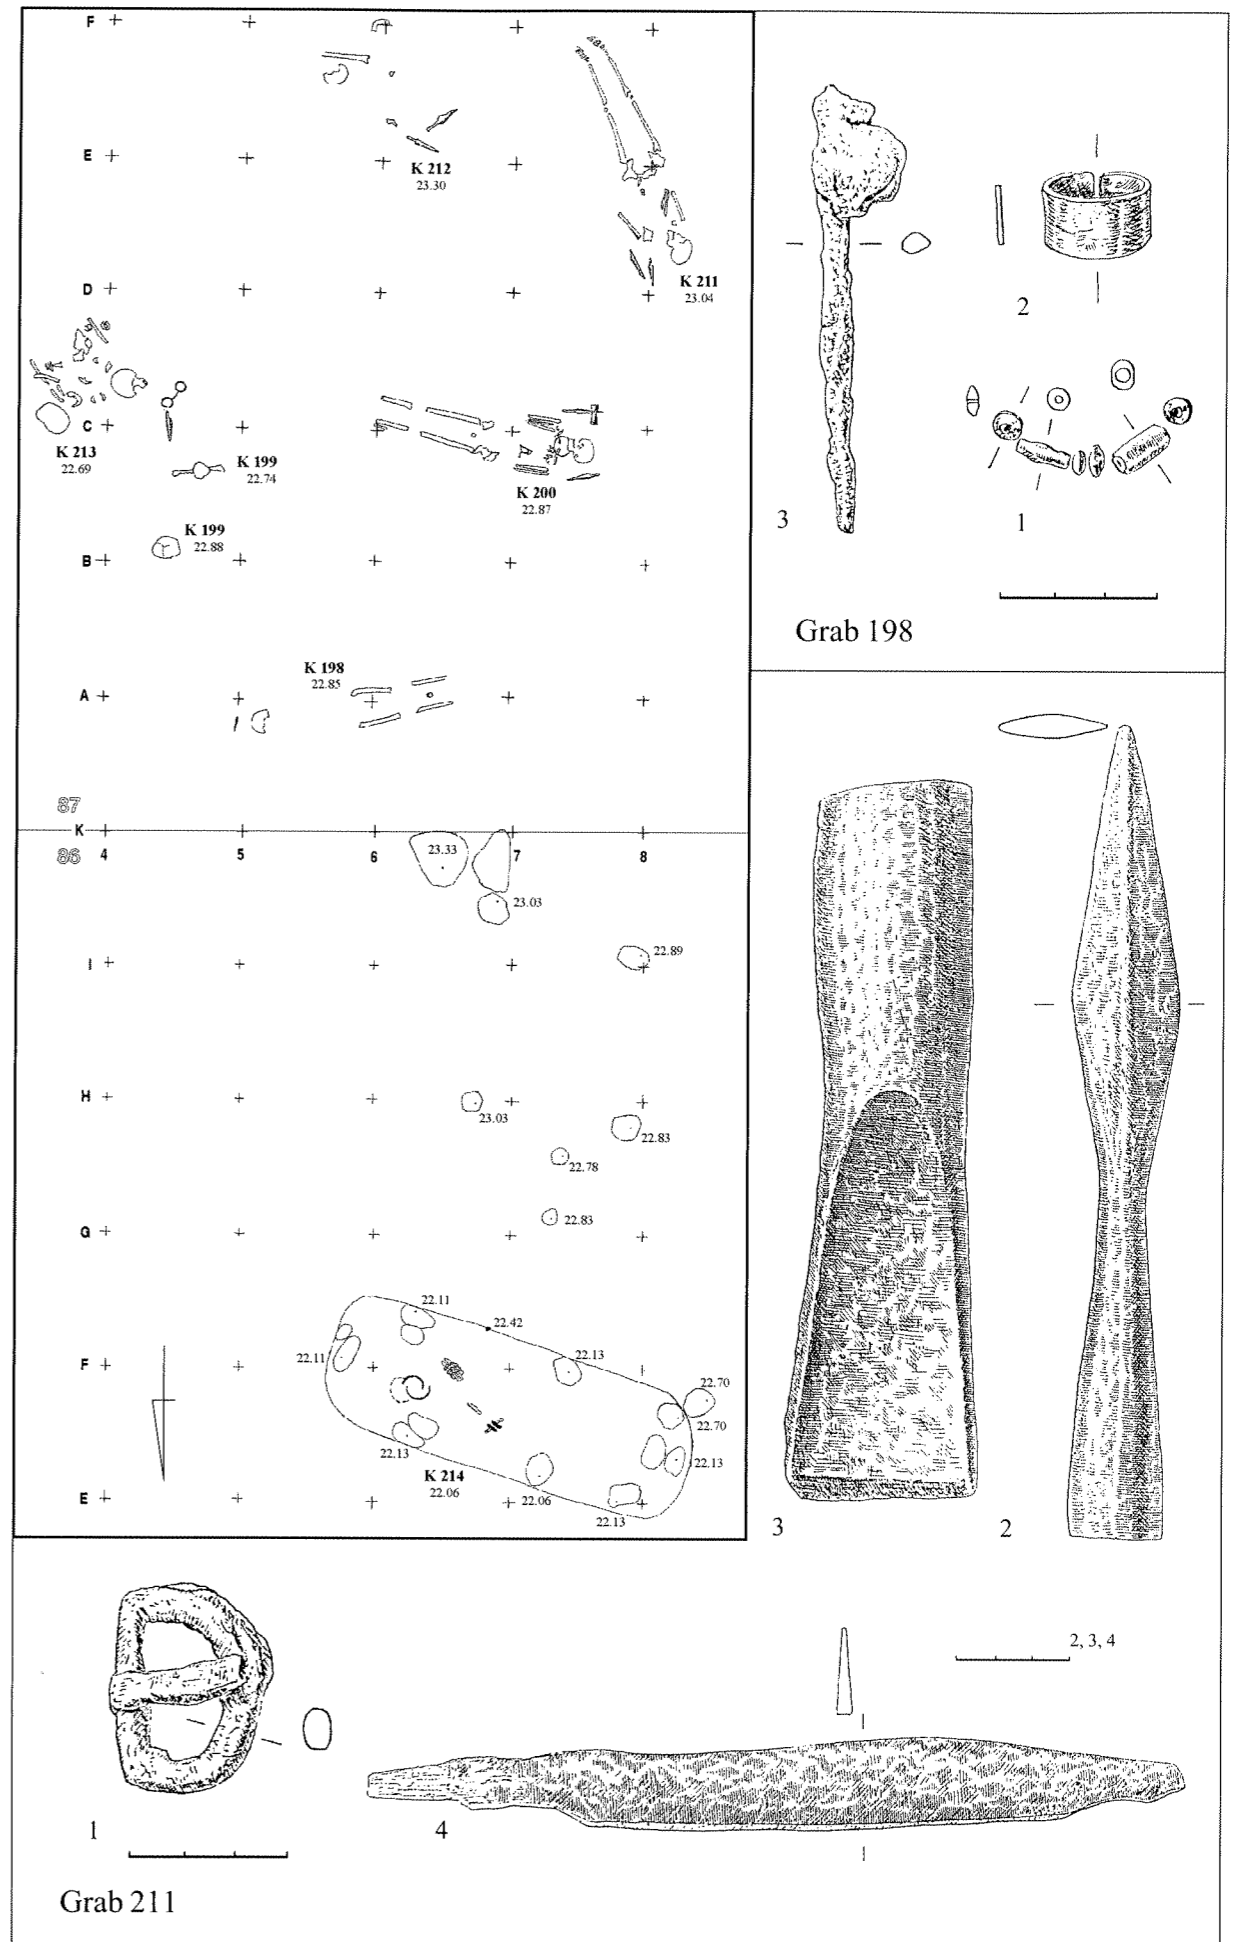 F
E
K 212
23.30
K 211
23.04
D
C
K 213
22.69
K 199
22.74
K 200
22.87
K 199
22.88
B
K 198
22.85
A
87
K
86
4
5
6
7
8
23.33
23.03
22.89
I
H
23.03
22.83
22.78
G
22.83
22.11
22.42
22.11
22.13
F
22.70
22.70
22.13
22.13
K 214
22.06
22.06
E
22.13
3
2
1
Grab 198
3
2
1
2, 3, 4
4
Grab 211